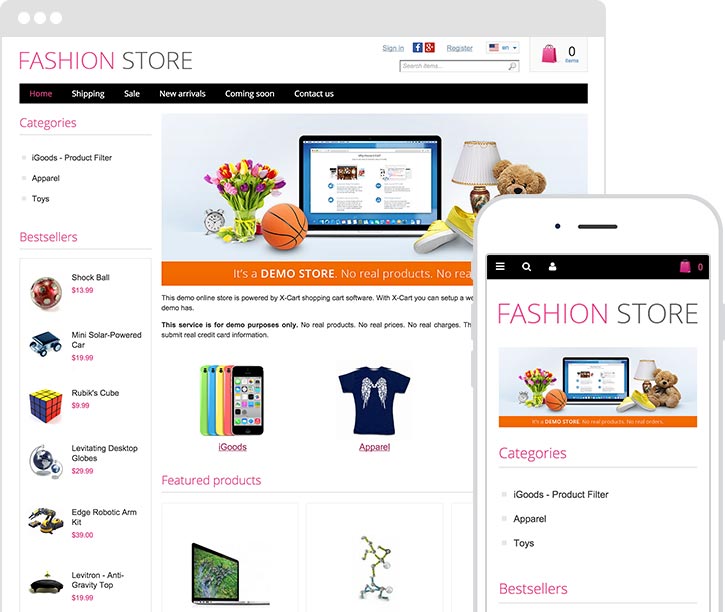 FASHION STORE
Sign in
Register
en
Search items...
0
items
Home Shipping Sale New arrivals Coming soon Contact us
Categories
iGoods - Product Filter
Apparel
Toys
Bestsellers
Shock Ball
$13.99
Mini Solar-Powered
Car
$19.99
Rubik's Cube
$9.99
Levitating Desktop
Globes
$29.99
Edge Robotic Arm
Kit
$39.00
Levitron - Anti-
Gravity Top
$19.99
It's a DEMO STORE. No real products. No rea
This demo online store is powered by X-Cart shopping cart software. With X-Cart you can setup a we
demo has.
This service is for demo purposes only. No real products. No real prices. No real charges. Th
submit real credit card information.
iGoods
Apparel
Featured products
0
FASHION STORE
It's a DEMO STORE. No real products. No real orders.
Categories
iGoods - Product Filter
Apparel
Toys
Bestsellers